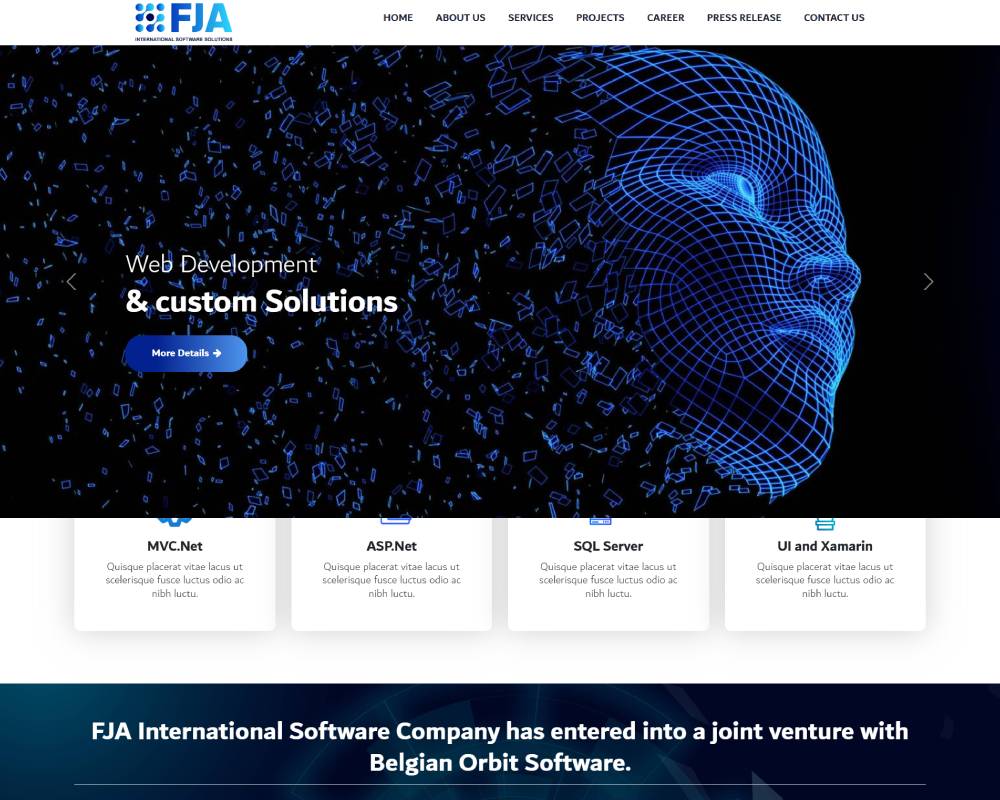 FJA
INTERNATIONAL SOFTWARE SOLUTIONS
HOME ABOUT US SERVICES PROJECTS CAREER PRESS RELEASE CONTACT US
Web Development
& custom Solutions
More Details
MVC.Net
Quisque placerat vitae lacus ut
scelerisque fusce luctus odio ac
nibh luctu.
ASP.Net
Quisque placerat vitae lacus ut
scelerisque fusce luctus odio ac
nibh luctu.
SQL Server
Quisque placerat vitae lacus ut
scelerisque fusce luctus odio ac
nibh luctu.
UI and Xamarin
Quisque placerat vitae lacus ut
scelerisque fusce luctus odio ac
nibh luctu.
FJA International Software Company has entered into a joint venture with
Belgian Orbit Software.